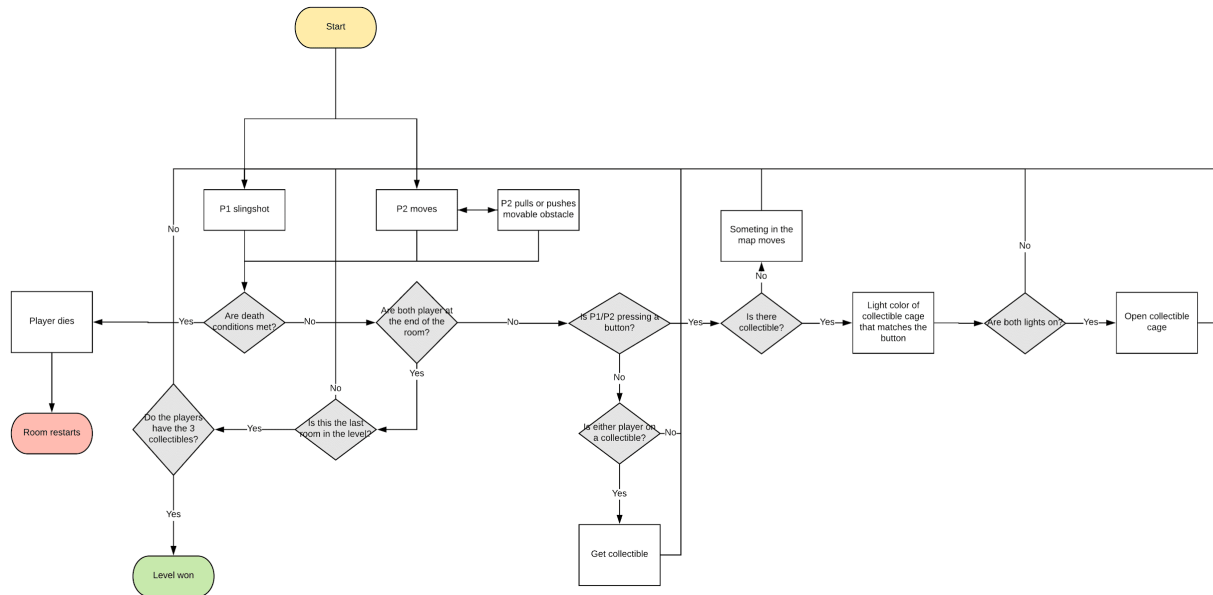 Start
P1 slingshot
P2 moves
P2 pulls or pushes
movable obstacle
Someting in the
map moves
No
No
Player dies
Yes
Are death
conditions met?
No
Are both player at
the end of the
room?
No
Is P1/P2 pressing a
button?
Yes
Is there
collectible?
No
Yes
Light color of
collectible cage
that matches the
button
Are both lights on?
Yes
Open collectible
cage
Yes
No
No
Room restarts
Do the players
have the 3
collectibles?
Yes
Is this the last
room in the level?
Is either player on
a collectible?
No
Yes
Yes
Get collectible
Level won